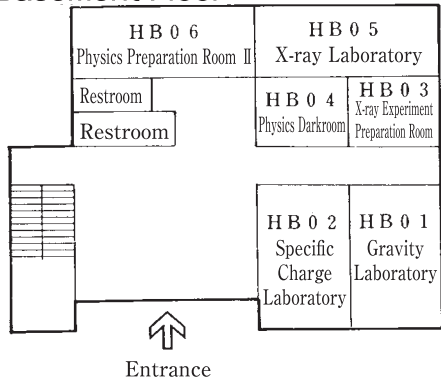 Basement Floor
HB06
Physics Preparation Room II
HB05
X-ray Laboratory
Restroom
Restroom
HB04
Physics Darkroom
HB03
X-ray Experiment
Preparation Room
HB02
Specific
Charge
Laboratory
HB01
Gravity
Laboratory
Entrance